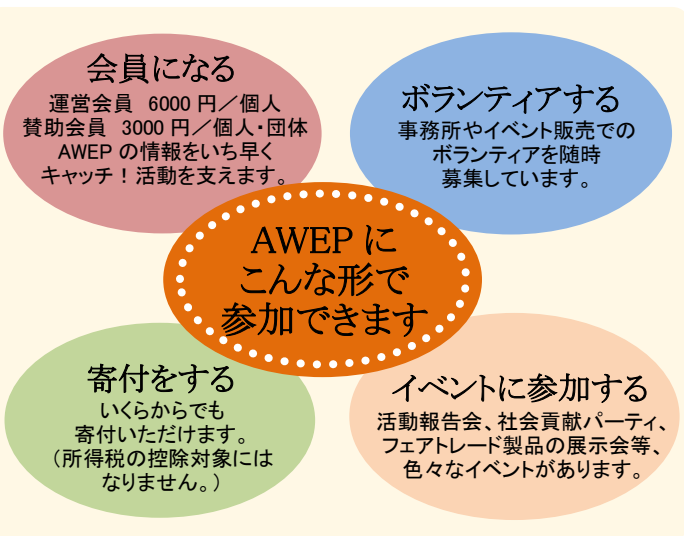 会員になる
運営会員 6000 円／個人
賛助会員 3000 円／個人・団体
AWEP の情報をいち早く
キャッチ！活動を支えます。
ボランティアする
事務所やイベント販売での
ボランティアを随時
募集しています。
AWEP に
こんな形で
参加できます
寄付をする
いくらからでも
寄付いただけます。
（所得税の控除対象には
なりません。）
イベントに参加する
活動報告会、社会貢献パーティ、
フェアトレード製品の展示会等、
色々なイベントがあります。